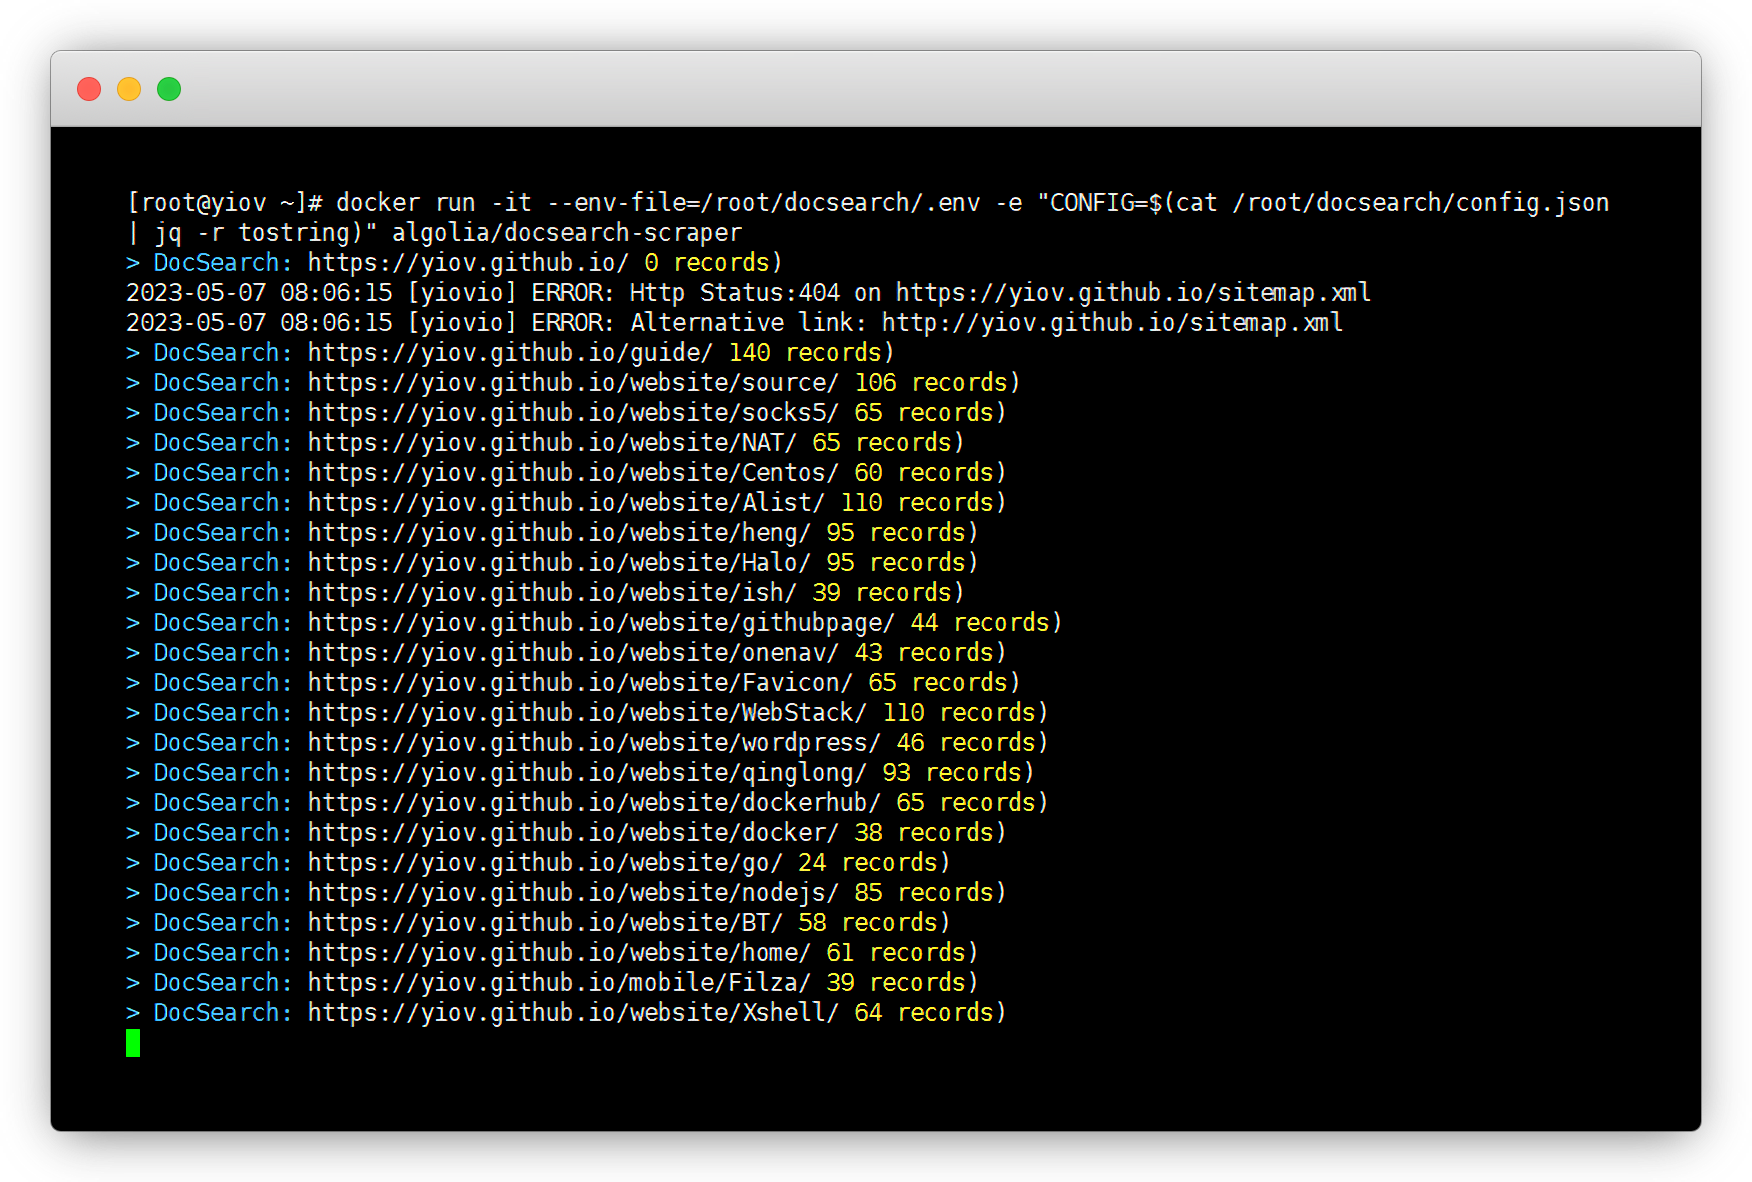 [root@yiov ~]# docker run -it --env-file=/root/docsearch/.env -e "CONFIG=$(cat /root/docsearch/config.json
| jq -r tostring)" algolia/docsearch-scraper
> DocSearch: https://yiov.github.io/ 0 records)
2023-05-07 08:06:15 [yiovio] ERROR: Http Status:404 on https://yiov.github.io/sitemap.xml
2023-05-07 08:06:15 [yiovio] ERROR: Alternative link: http://yiov.github.io/sitemap.xml
> DocSearch: https://yiov.github.io/guide/ 140 records)
> DocSearch: https://yiov.github.io/website/source/ 106 records)
> DocSearch: https://yiov.github.io/website/socks5/ 65 records)
> DocSearch: https://yiov.github.io/website/NAT/ 65 records)
> DocSearch: https://yiov.github.io/website/Centos/ 60 records)
> DocSearch: https://yiov.github.io/website/Alist/ 110 records)
> DocSearch: https://yiov.github.io/website/heng/ 95 records)
> DocSearch: https://yiov.github.io/website/Halo/ 95 records)
> DocSearch: https://yiov.github.io/website/ish/ 39 records)
> DocSearch: https://yiov.github.io/website/githubpage/ 44 records)
> DocSearch: https://yiov.github.io/website/onenav/ 43 records)
> DocSearch: https://yiov.github.io/website/Favicon/ 65 records)
> DocSearch: https://yiov.github.io/website/WebStack/ 110 records)
> DocSearch: https://yiov.github.io/website/wordpress/ 46 records)
> DocSearch: https://yiov.github.io/website/qinglong/ 93 records)
> DocSearch: https://yiov.github.io/website/dockerhub/ 65 records)
> DocSearch: https://yiov.github.io/website/docker/ 38 records)
> DocSearch: https://yiov.github.io/website/go/ 24 records)
> DocSearch: https://yiov.github.io/website/nodejs/ 85 records)
> DocSearch: https://yiov.github.io/website/BT/ 58 records)
> DocSearch: https://yiov.github.io/website/home/ 61 records)
> DocSearch: https://yiov.github.io/mobile/Filza/ 39 records)
> DocSearch: https://yiov.github.io/website/Xshell/ 64 records)